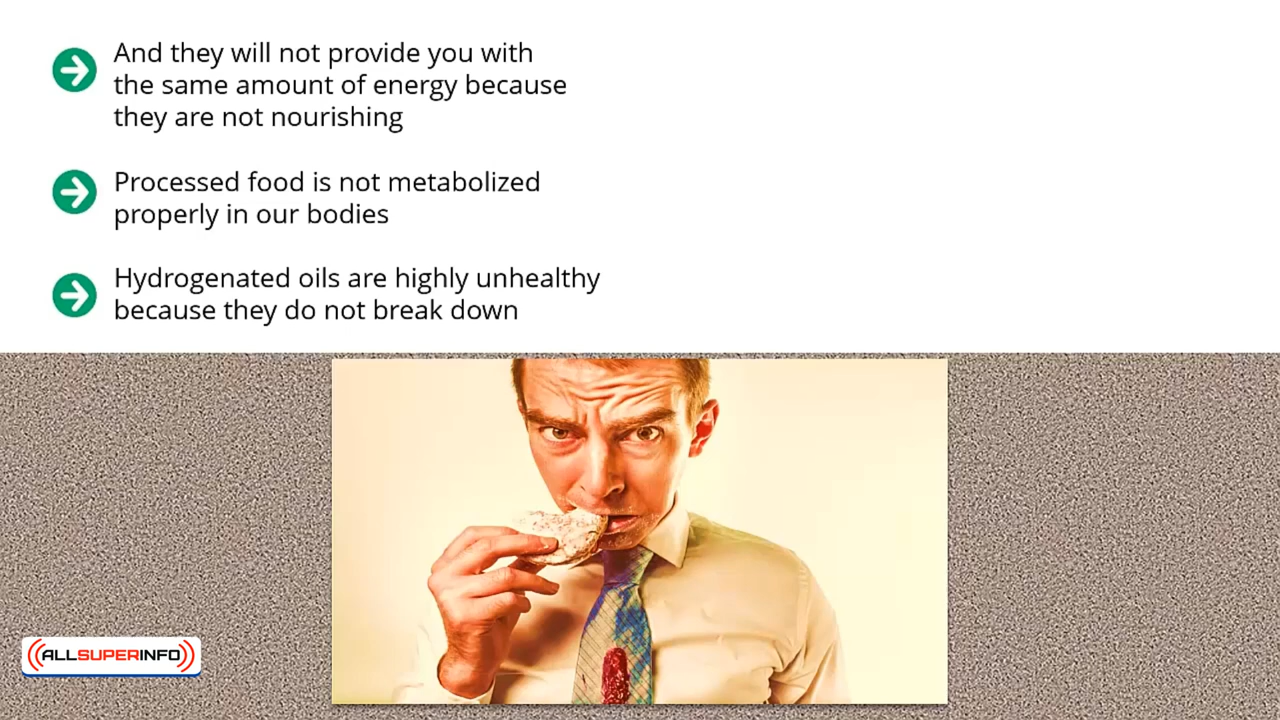 And they will not provide you with
the same amount of energy because
they are not nourishing
Processed food is not metabolized
properly in our bodies
Hydrogenated oils are highly unhealthy
because they do not break down
((ALLSUPERINFO))